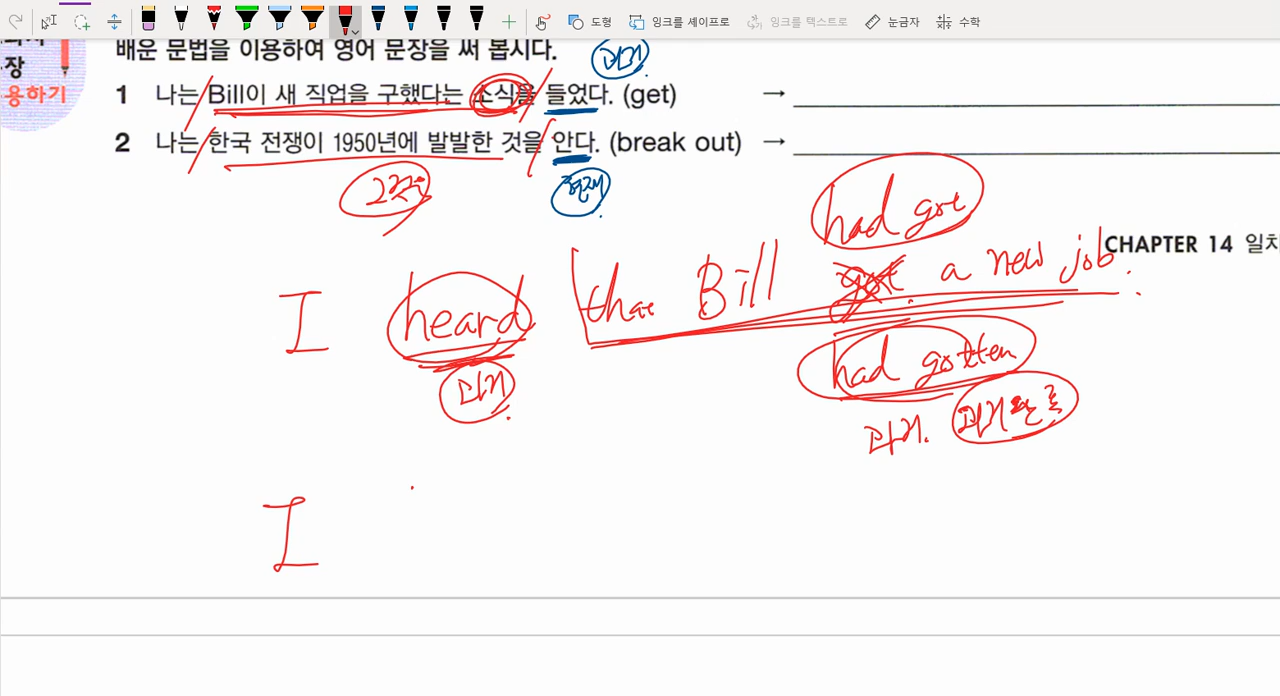 도형 잉크를 셰이프로 잉크를 텍스트로 눈금자 수학
장
용하기
배운 문법을 이용하여 영어 문장을 써 봅시다.
과거
1 나는 Bill이 새 직업을 구했다는 소식을 들었다. (get) →
2 나는 한국 전쟁이 1950년에 발발한 것을 안다. (break out) →
현재
had got
CHAPTER 14 일치
I heard that Bill got a new job.
had gotten
과거
과거. 과거완료
I